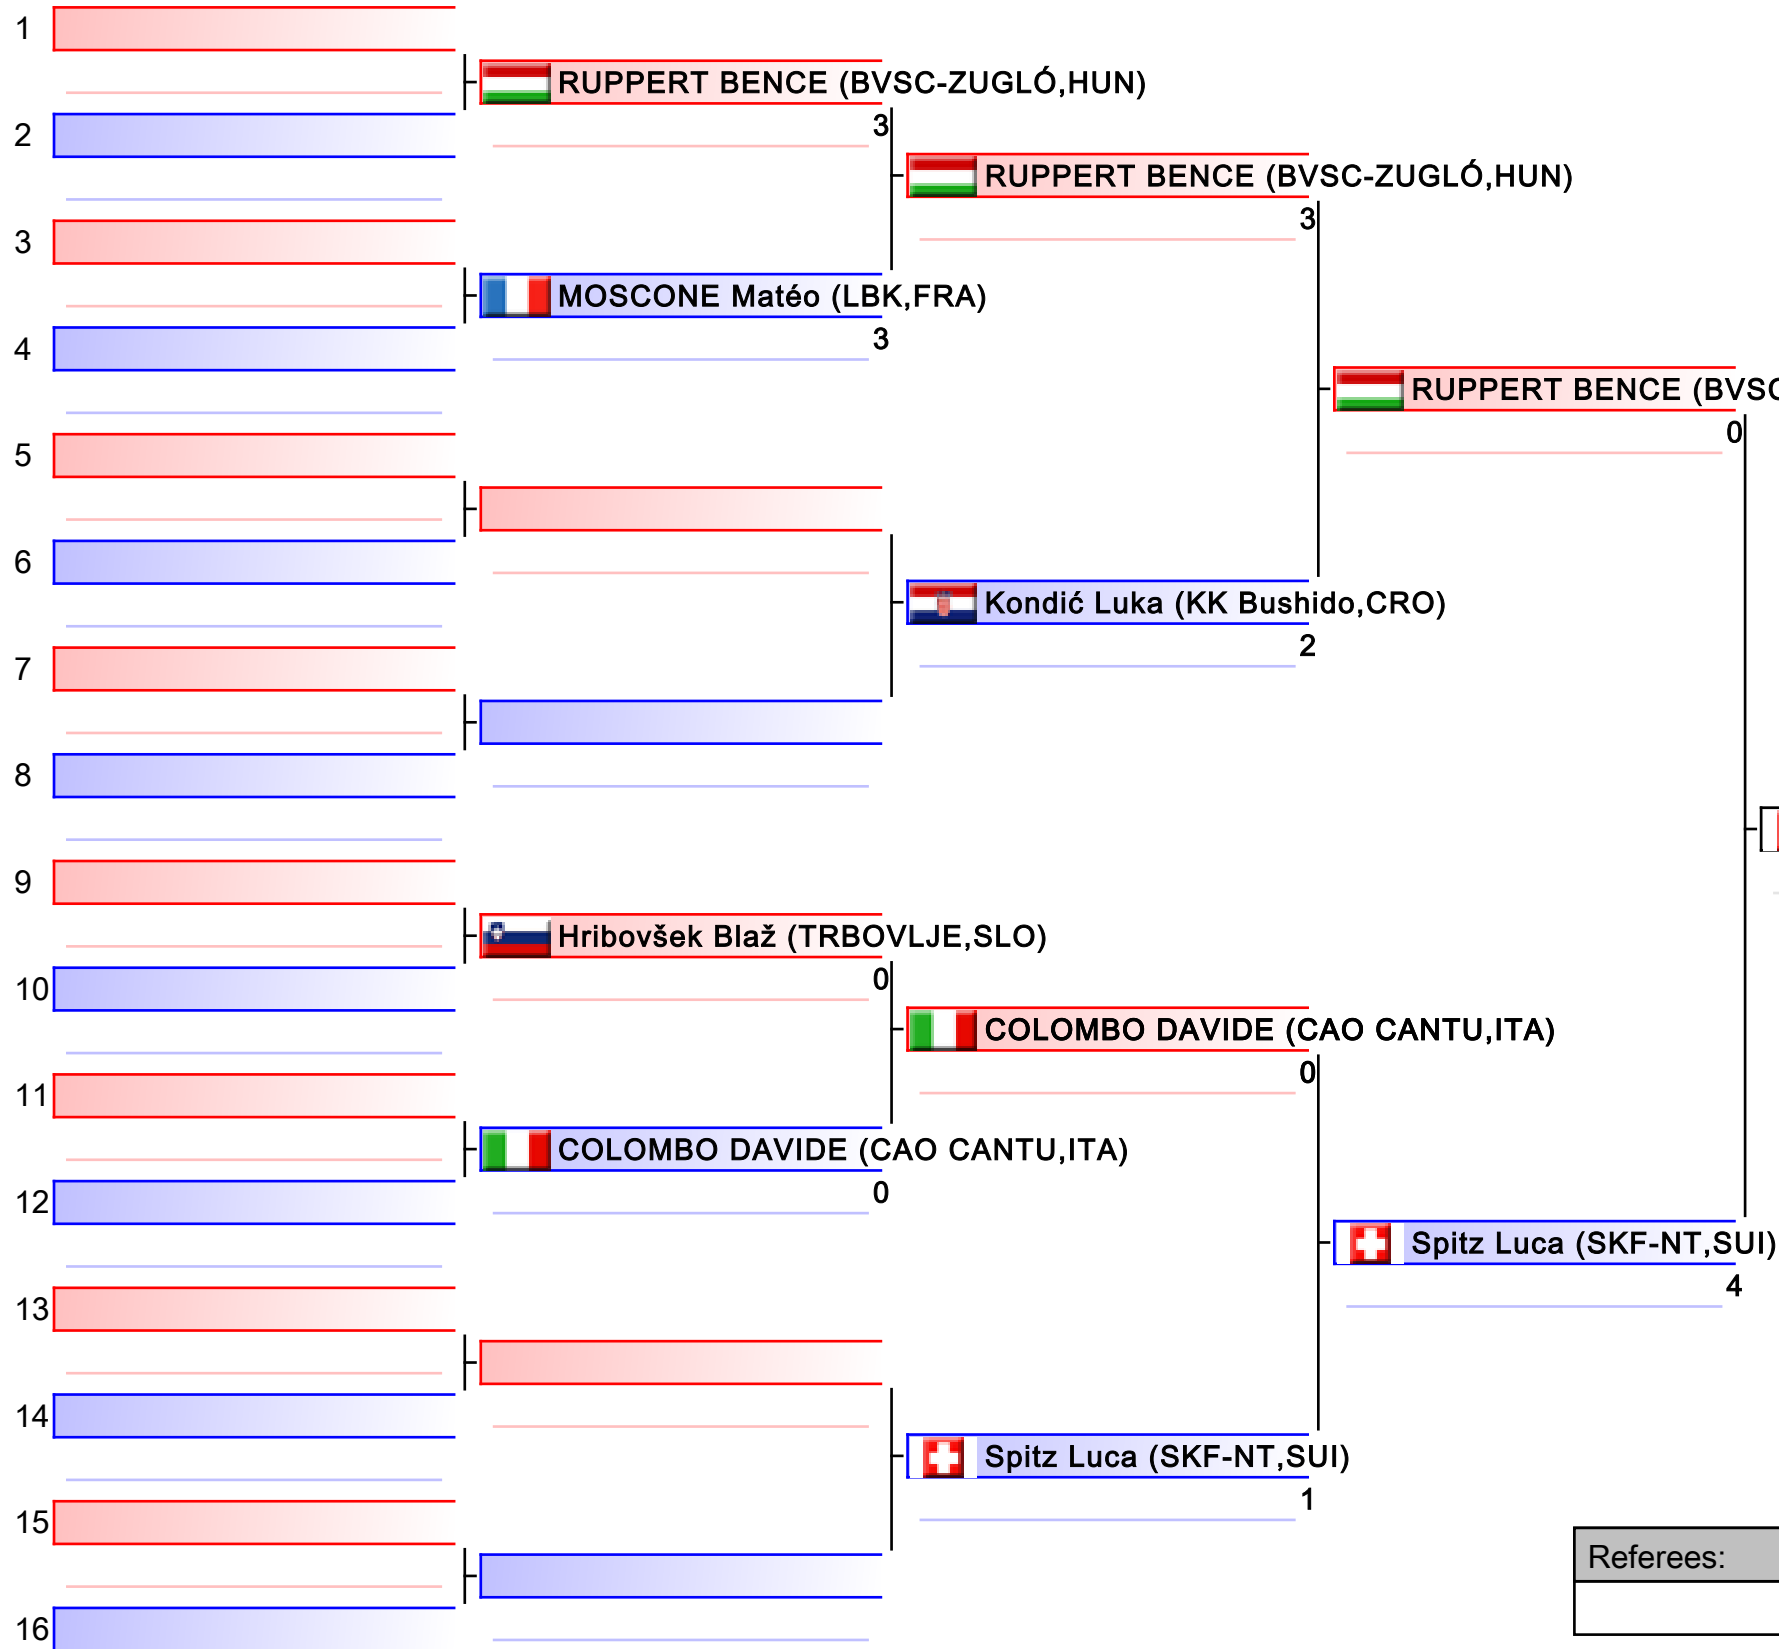 1
RUPPERT BENCE (BVSC-ZUGLÓ,HUN)
3
2
RUPPERT BENCE (BVSC-ZUGLÓ,HUN)
3
3
MOSCONE Matéo (LBK,FRA)
3
4
RUPPERT BENCE (BVSC
0
5
6
Kondić Luka (KK Bushido,CRO)
2
7
8
9
Hribovšek Blaž (TRBOVLJE,SLO)
0
10
COLOMBO DAVIDE (CAO CANTU,ITA)
0
11
COLOMBO DAVIDE (CAO CANTU,ITA)
0
12
Spitz Luca (SKF-NT,SUI)
4
13
14
Spitz Luca (SKF-NT,SUI)
1
15
Referees:
16